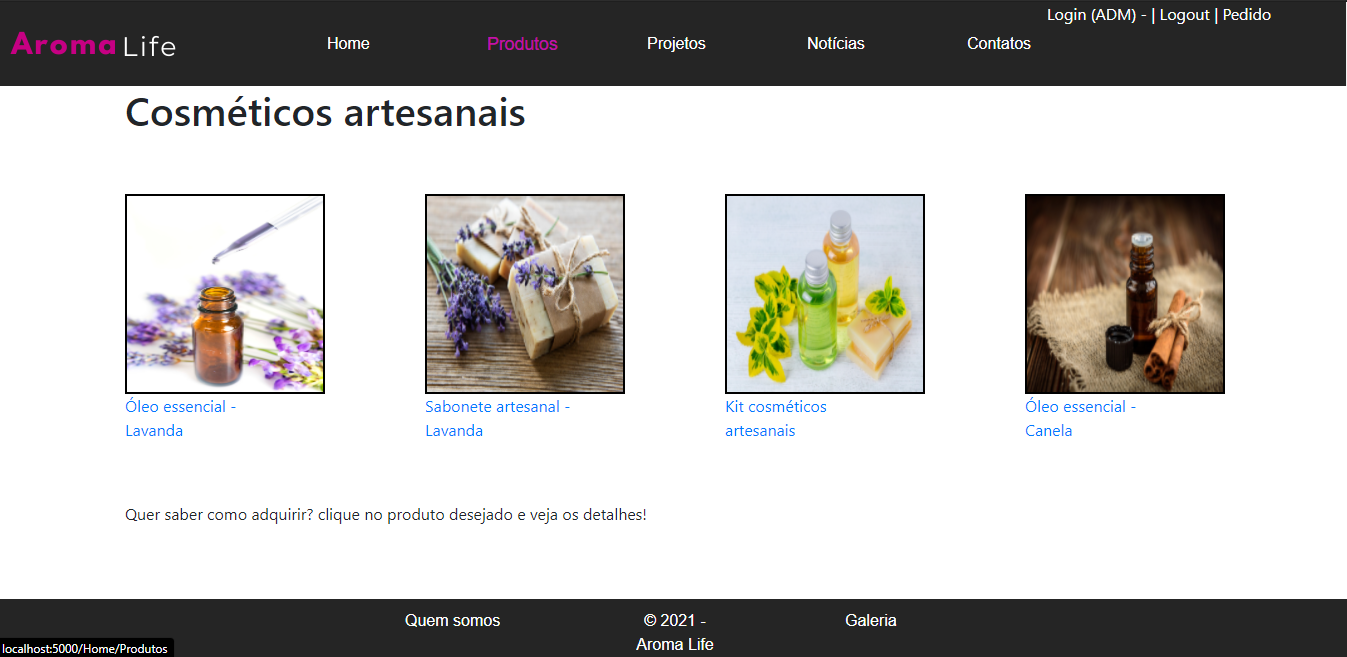 Login (ADM) - | Logout | Pedido
Aroma Life
Home
Produtos
Projetos
Notícias
Contatos
Cosméticos artesanais
Óleo essencial -
Lavanda
Sabonete artesanal -
Lavanda
Kit cosméticos
artesanais
Óleo essencial -
Canela
Quer saber como adquirir? clique no produto desejado e veja os detalhes!
Quem somos
© 2021 -
Aroma Life
Galeria
localhost:5000/Home/Produtos